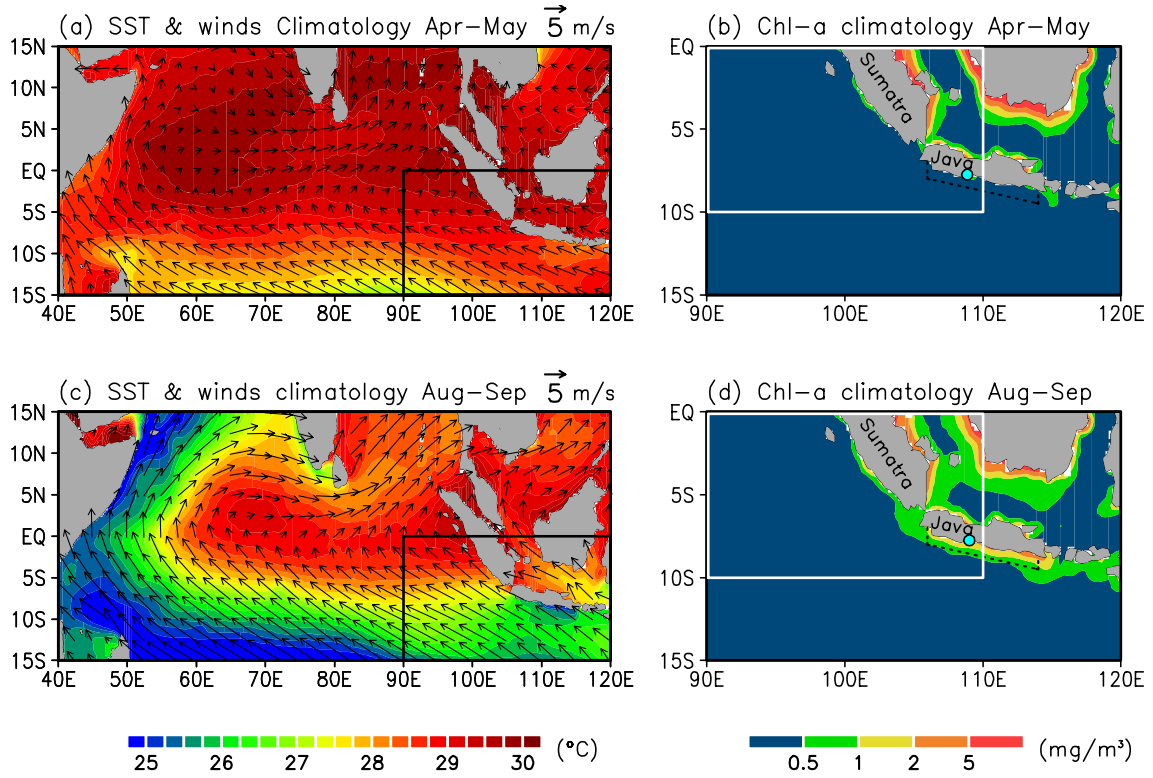 (a) SST & winds Climatology Apr-May 5 m/s
15N
10N
5N
EQ
5S
10S
15S
40E 50E 60E 70E 80E 90E 100E 110E 120E
(b) Chl-a climatology Apr-May
EQ
5S
10S
15S
Sumatra
Java
90E 100E 110E 120E
(c) SST & winds climatology Aug-Sep 5 m/s
15N
10N
5N
EQ
5S
10S
15S
40E 50E 60E 70E 80E 90E 100E 110E 120E
(d) Chl-a climatology Aug-Sep
EQ
5S
10S
15S
Sumatra
Java
90E 100E 110E 120E
25 26 27 28 29 30 (°C)
0.5 1 2 5 (mg/m³)